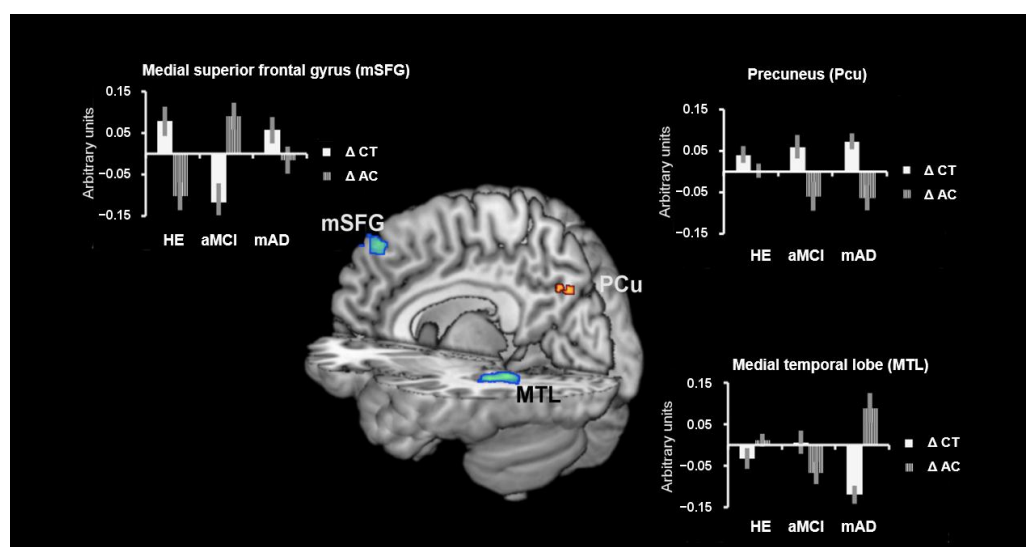 Medial superior frontal gyrus (mSFG)
Arbitrary units
0.15
0.05
−0.05
−0.15
HE aMCI mAD
Δ CT
Δ AC
Precuneus (Pcu)
Arbitrary units
0.15
0.05
−0.05
−0.15
HE aMCI mAD
Δ CT
Δ AC
mSFG
PCu
MTL
Medial temporal lobe (MTL)
Arbitrary units
0.15
0.05
−0.05
−0.15
HE aMCI mAD
Δ CT
Δ AC